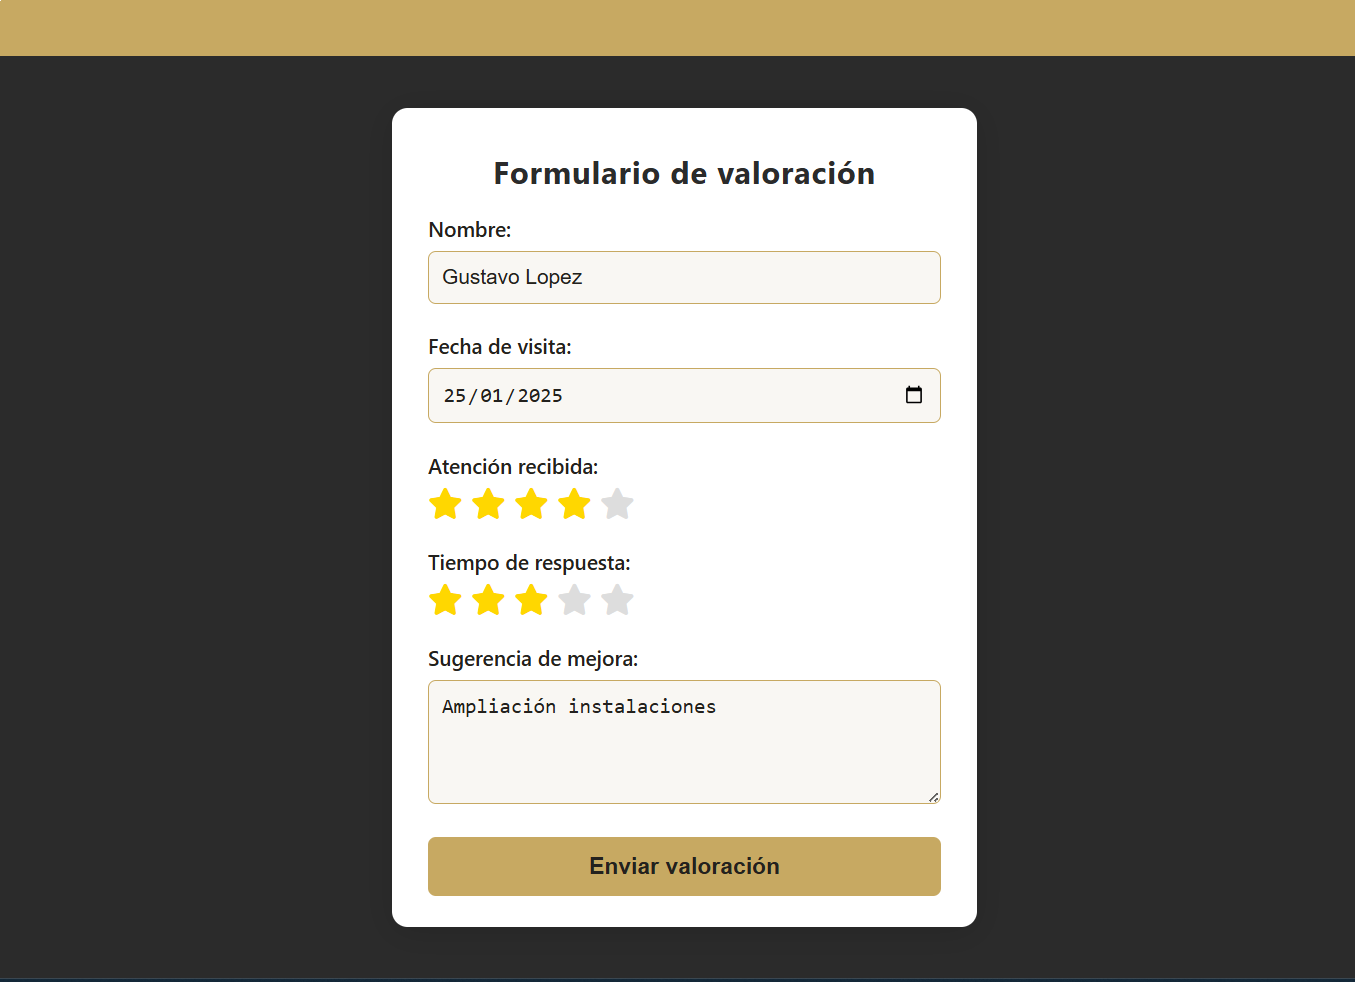 Formulario de valoración
Nombre:
Gustavo Lopez
Fecha de visita:
25/01/2025
Atención recibida:
Tiempo de respuesta:
Sugerencia de mejora:
Ampliación instalaciones
Enviar valoración